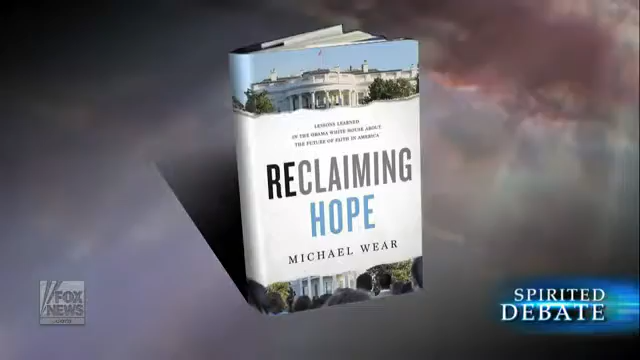 LESSONS LEARNED
IN THE OBAMA WHITE HOUSE ABOUT
THE FUTURE OF FAITH IN AMERICA
RECLAIMING
HOPE
MICHAEL WEAR
FOX
NEWS
.com
SPIRITED
DEBATE